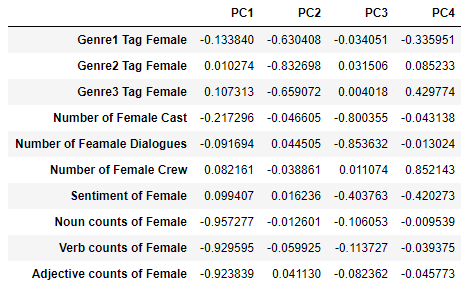 PC1 PC2 PC3 PC4
Genre1 Tag Female -0.133840 -0.630408 -0.034051 -0.335951
Genre2 Tag Female 0.010274 -0.832698 0.031506 0.085233
Genre3 Tag Female 0.107313 -0.659072 0.004018 0.429774
Number of Female Cast -0.217296 -0.046605 -0.800355 -0.043138
Number of Feamale Dialogues -0.091694 0.044505 -0.853632 -0.013024
Number of Female Crew 0.082161 -0.038861 0.011074 0.852143
Sentiment of Female 0.099407 0.016236 -0.403763 -0.420273
Noun counts of Female -0.957277 -0.012601 -0.106053 -0.009539
Verb counts of Female -0.929595 -0.059925 -0.113727 -0.039375
Adjective counts of Female -0.923839 0.041130 -0.082362 -0.045773